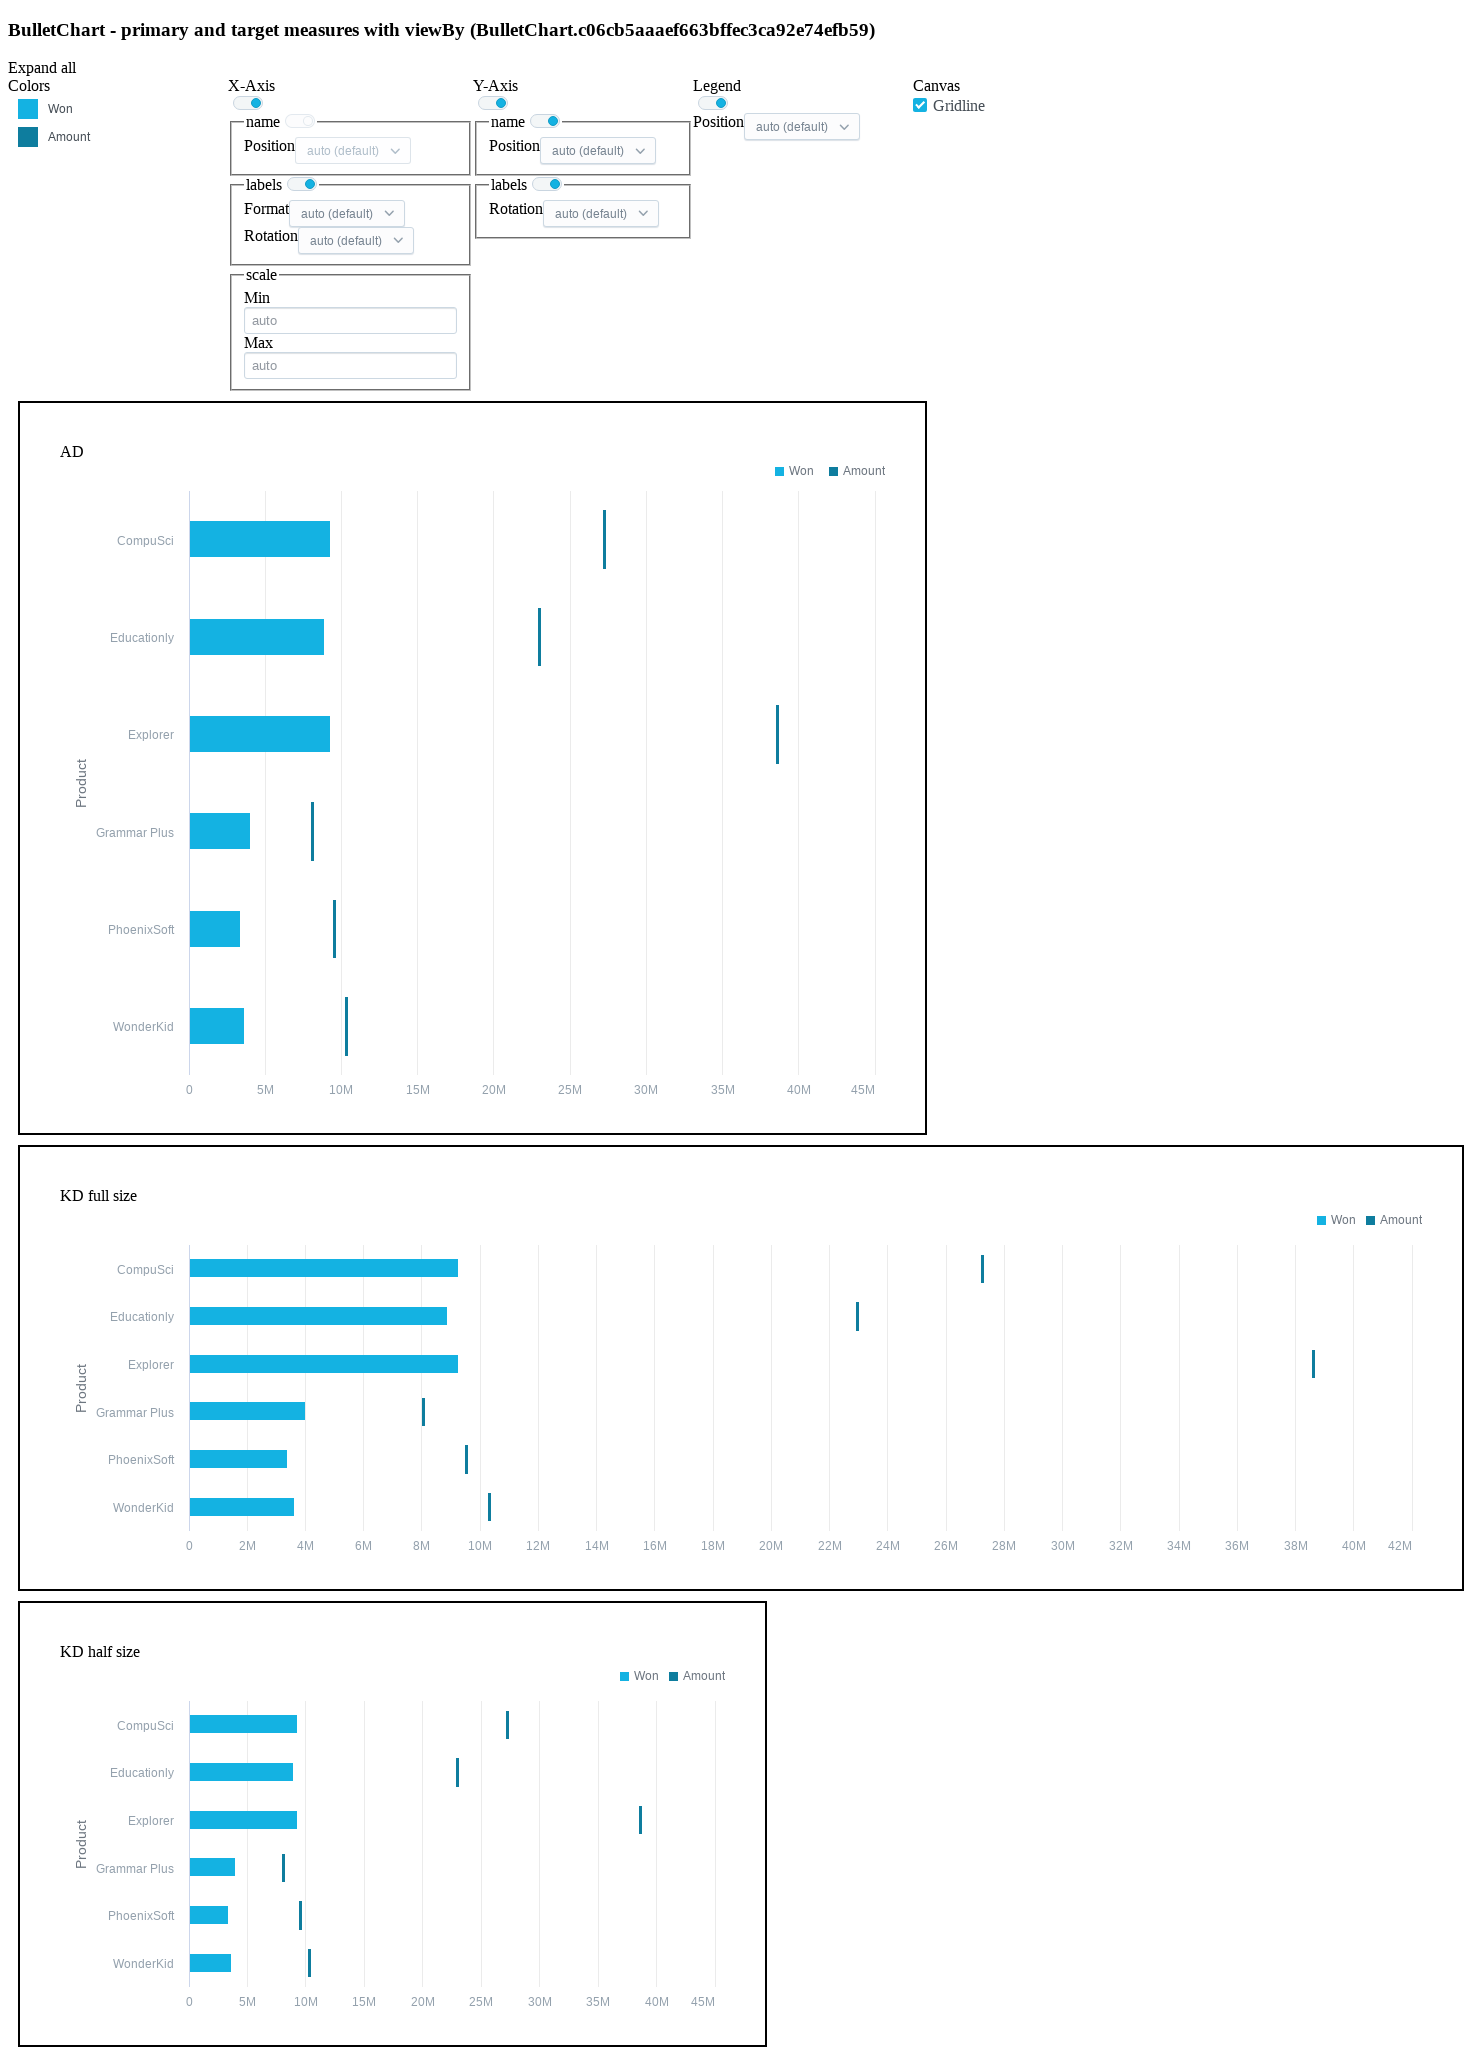 BulletChart - primary and target measures with viewBy (BulletChart.c06cb5aaaef663bffec3ca92e74efb59)
Expand all
Colors
Won
Amount
X-Axis
name
Position auto (default)
labels
Format auto (default)
Rotation auto (default)
scale
Min
auto
Max
auto
Y-Axis
name
Position auto (default)
labels
Rotation auto (default)
Legend
Position auto (default)
Canvas
Gridline
AD
Won Amount
Product
CompuSci
Educationly
Explorer
Grammar Plus
PhoenixSoft
WonderKid
0 5M 10M 15M 20M 25M 30M 35M 40M 45M
KD full size
Won Amount
Product
CompuSci
Educationly
Explorer
Grammar Plus
PhoenixSoft
WonderKid
0 2M 4M 6M 8M 10M 12M 14M 16M 18M 20M 22M 24M 26M 28M 30M 32M 34M 36M 38M 40M 42M
KD half size
Won Amount
Product
CompuSci
Educationly
Explorer
Grammar Plus
PhoenixSoft
WonderKid
0 5M 10M 15M 20M 25M 30M 35M 40M 45M